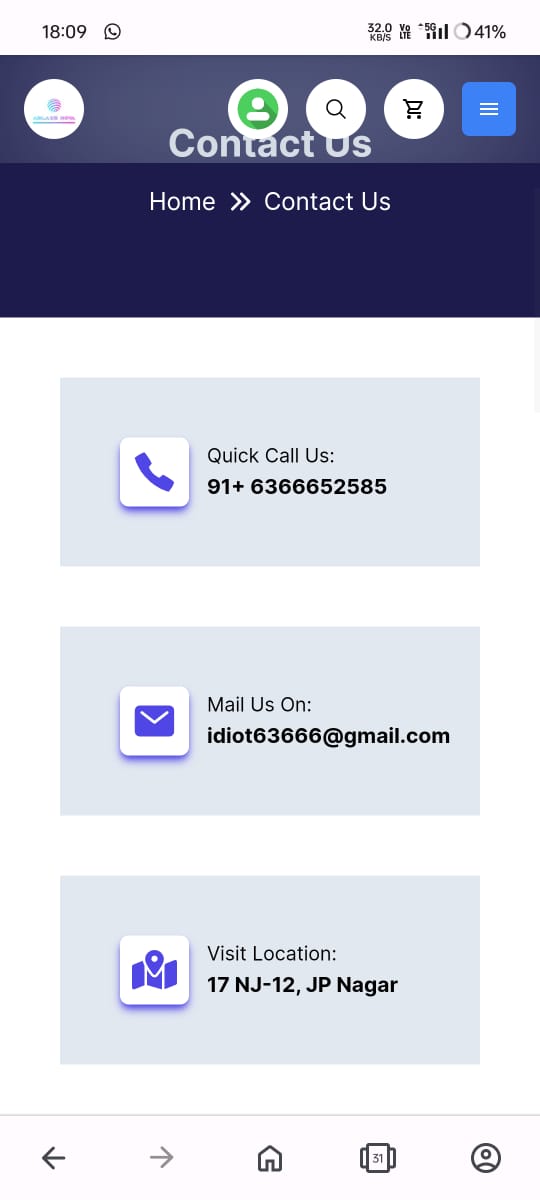 18:09
32.0 KB/S
Vo LTE
5G
41%
Contact Us
Home
Contact Us
Quick Call Us:
91+ 6366652585
Mail Us On:
idiot63666@gmail.com
Visit Location:
17 NJ-12, JP Nagar
31